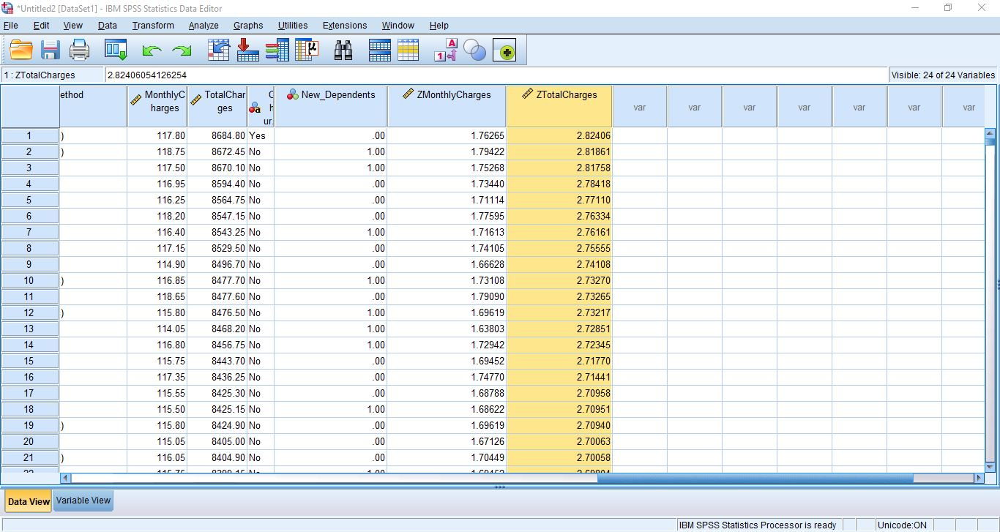 *Untitled2 [DataSet1] - IBM SPSS Statistics Data Editor
File Edit View Data Transform Analyze Graphs Utilities Extensions Window Help
1 : ZTotalCharges 2.82406054126254 Visible: 24 of 24 Variables
ethod MonthlyC harges TotalChar ges C h ur New_Dependents ZMonthlyCharges ZTotalCharges var var var var var var var
1 ) 117.80 8684.80 Yes .00 1.76265 2.82406
2 ) 118.75 8672.45 No 1.00 1.79422 2.81861
3 117.50 8670.10 No 1.00 1.75268 2.81758
4 116.95 8594.40 No .00 1.73440 2.78418
5 116.25 8564.75 No .00 1.71114 2.77110
6 118.20 8547.15 No .00 1.77595 2.76334
7 116.40 8543.25 No 1.00 1.71613 2.76161
8 117.15 8529.50 No .00 1.74105 2.75555
9 114.90 8496.70 No .00 1.66628 2.74108
10 ) 116.85 8477.70 No 1.00 1.73108 2.73270
11 118.65 8477.60 No .00 1.79090 2.73265
12 ) 115.80 8476.50 No 1.00 1.69619 2.73217
13 114.05 8468.20 No 1.00 1.63803 2.72851
14 116.80 8456.75 No 1.00 1.72942 2.72345
15 115.75 8443.70 No .00 1.69452 2.71770
16 117.35 8436.25 No .00 1.74770 2.71441
17 115.55 8425.30 No .00 1.68788 2.70958
18 115.50 8425.15 No 1.00 1.68622 2.70951
19 ) 115.80 8424.90 No .00 1.69619 2.70940
20 115.05 8405.00 No .00 1.67126 2.70063
21 ) 116.05 8404.90 No .00 1.70449 2.70058
Data View Variable View
IBM SPSS Statistics Processor is ready Unicode:ON